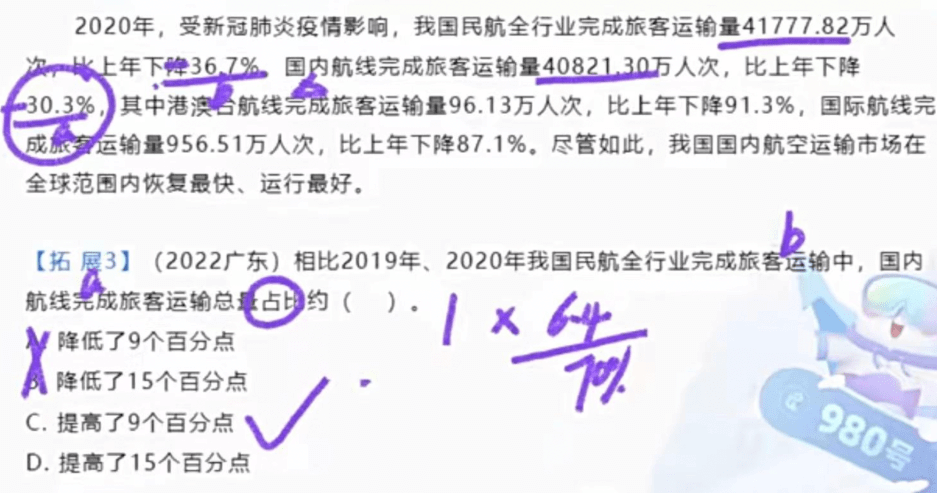 2020年，受新冠肺炎疫情影响，我国民航全行业完成旅客运输量41777.82万人
次，比上年下降36.7%。国内航线完成旅客运输量40821.30万人次，比上年下降
30.3%，其中港澳台航线完成旅客运输量96.13万人次，比上年下降91.3%，国际航线完
成旅客运输量956.51万人次，比上年下降87.1%。尽管如此，我国国内航空运输市场在
全球范围内恢复最快、运行最好。
b
【拓 展3】（2022广东）相比2019年、2020年我国民航全行业完成旅客运输中，国内
a
航线完成旅客运输总量占比约（ ）。
1 × 64
70%
A. 降低了9个百分点
B. 降低了15个百分点
C. 提高了9个百分点
D. 提高了15个百分点
980号